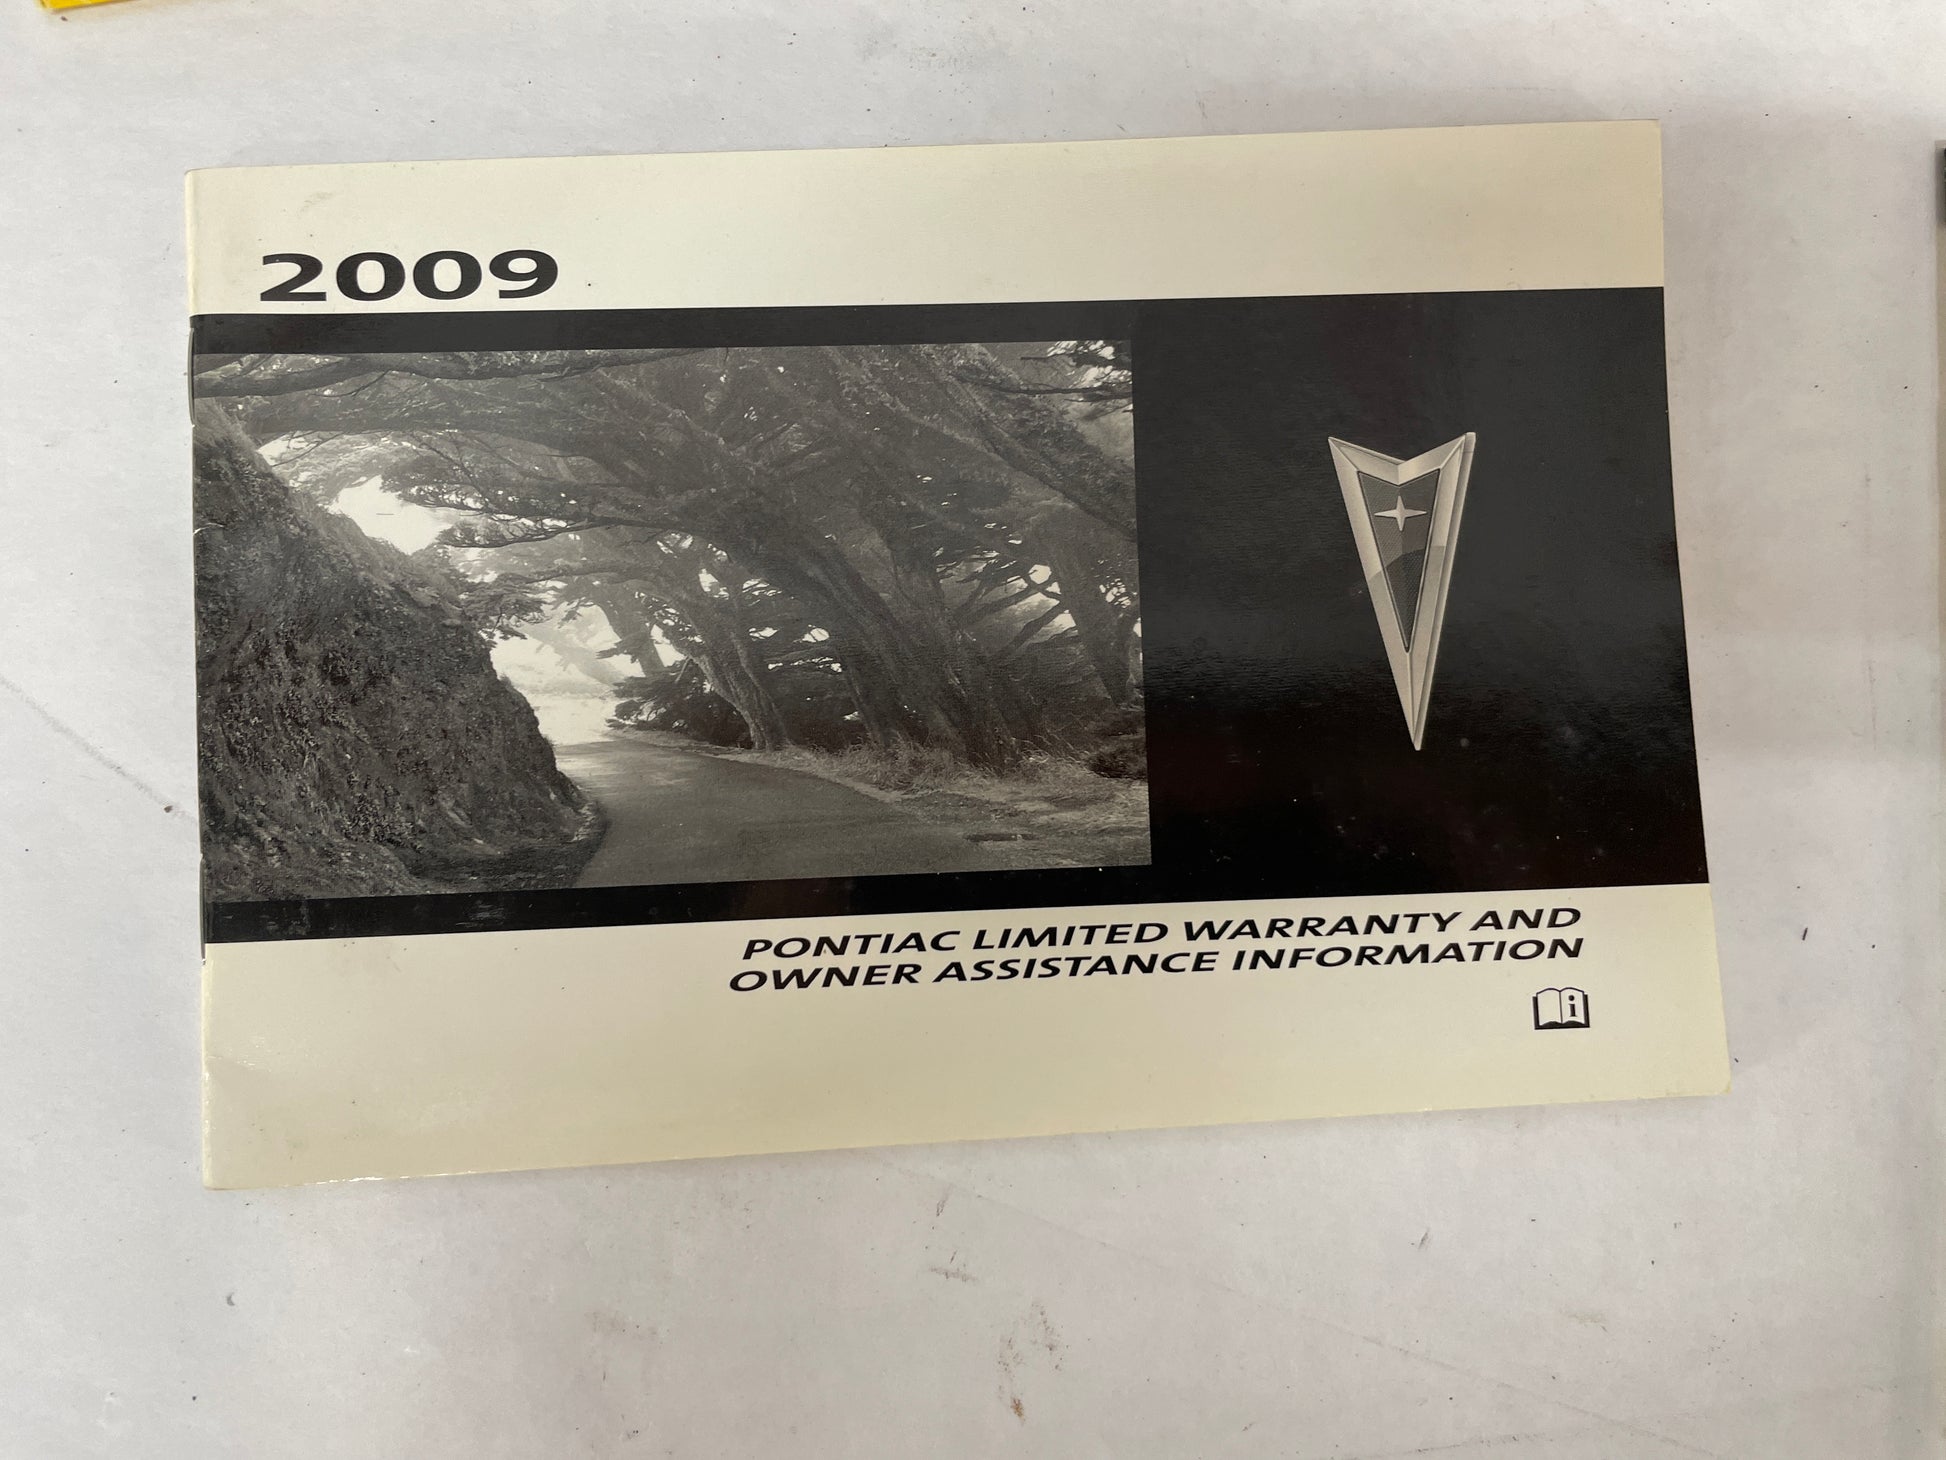 2009
PONTIAC LIMITED WARRANTY AND
OWNER ASSISTANCE INFORMATION
i